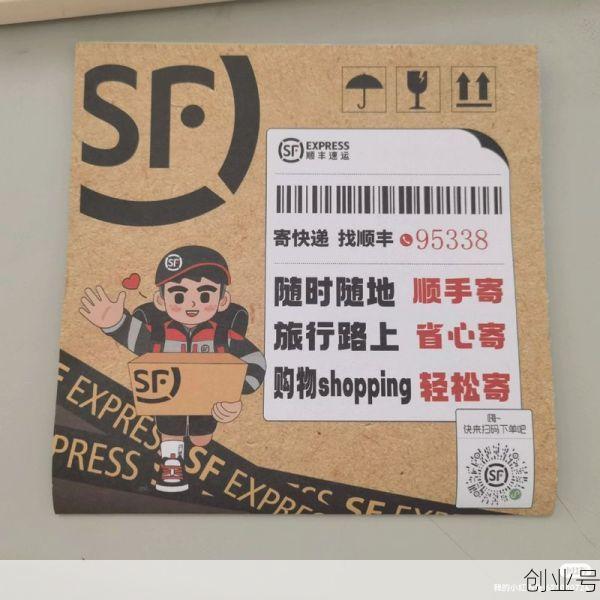 SF
SF EXPRESS
顺丰速运
寄快递 找顺丰 95338
随时随地 顺手寄
旅行路上 省心寄
购物shopping 轻松寄
SF
SF
嗨~
快来扫码下单吧
SF
F EXPRESS
PRESS
SF EXPRESS
SF EXPRESS
创业号